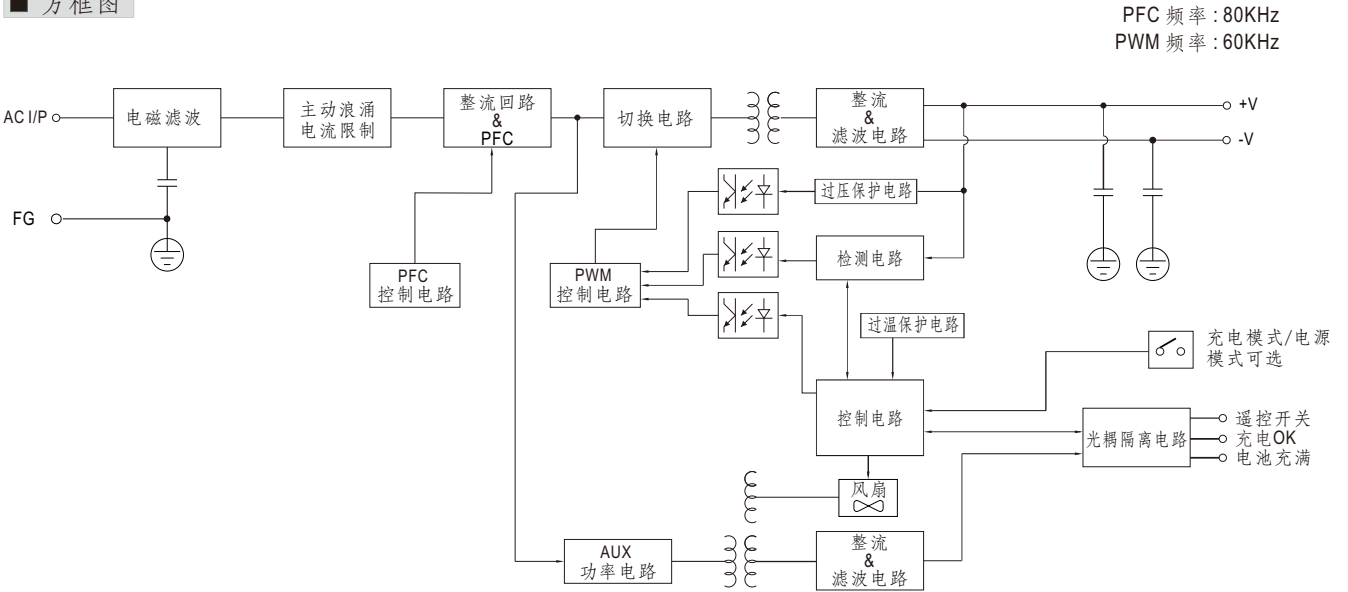 ■ 方框图
PFC 频率 : 80KHz
PWM 频率 : 60KHz
AC I/P
电磁滤波
主动浪涌
电流限制
整流回路
&
PFC
切换电路
整流
&
滤波电路
+V
-V
过压保护电路
FG
检测电路
PFC
控制电路
PWM
控制电路
过温保护电路
充电模式/电源
模式可选
控制电路
光耦隔离电路
遥控开关
充电OK
电池充满
风扇
AUX
功率电路
整流
&
滤波电路